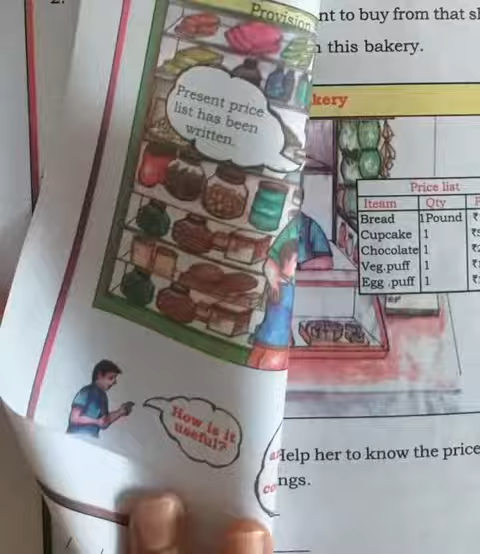 Provision
Present price
list has been
written.
How is it
useful?
nt to buy from that
this bakery.
kery
Price list
Iteam Qty
Bread 1Pound ₹
Cupcake 1
Chocolate 1
Veg.puff 1
Egg .puff 1
Help her to know the price
ngs.